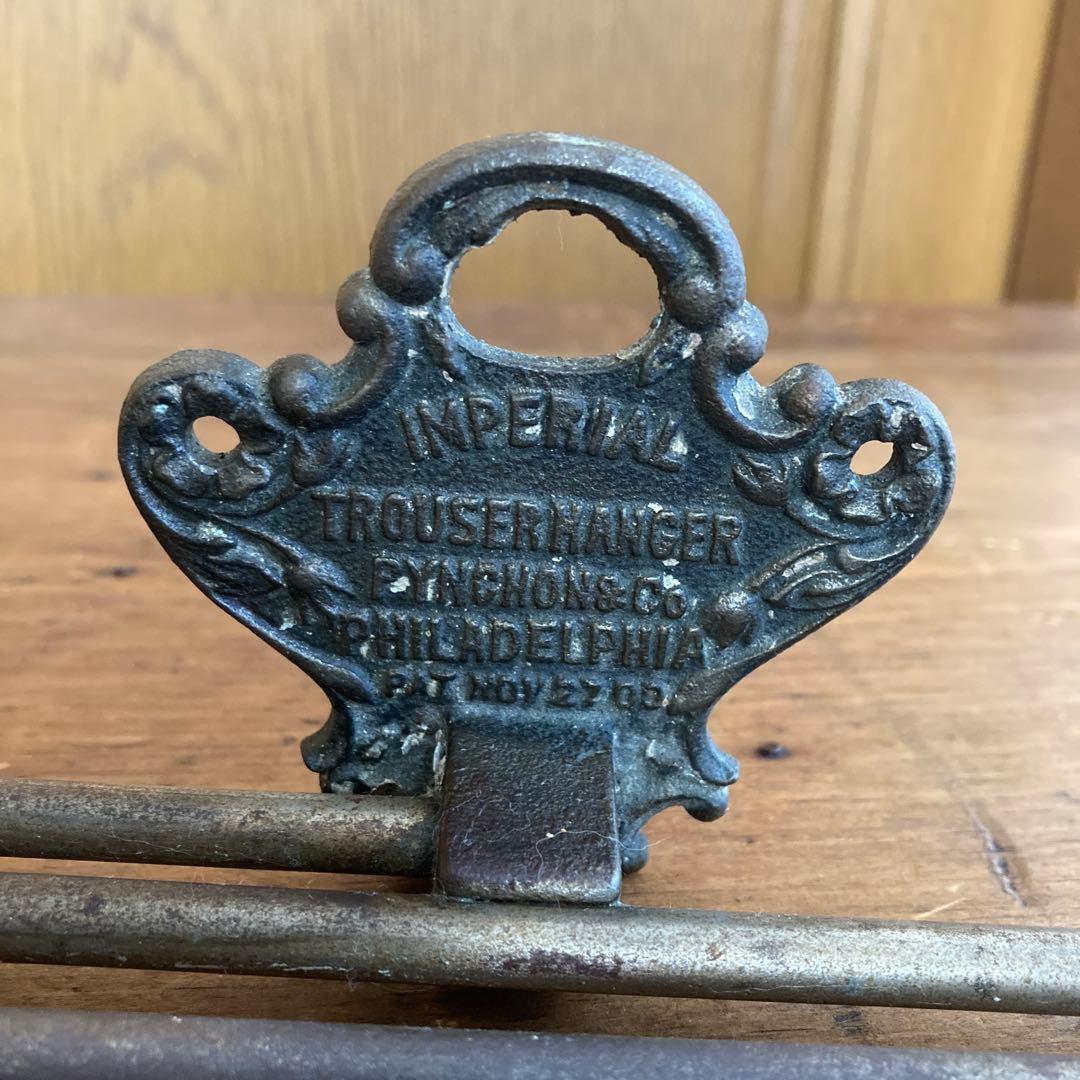 IMPERIAL
TROUSER HANGER
PYNCHON & Co
PHILADELPHIA
PAT NOV 27 00